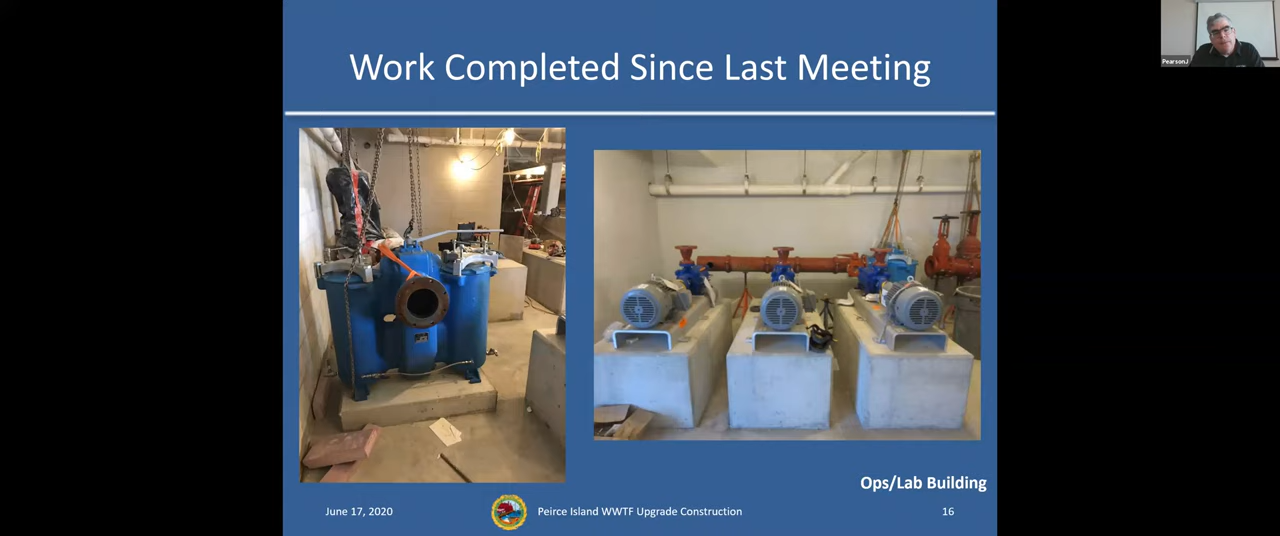 Work Completed Since Last Meeting
PearsonJ
Ops/Lab Building
June 17, 2020
Peirce Island WWTF Upgrade Construction
16